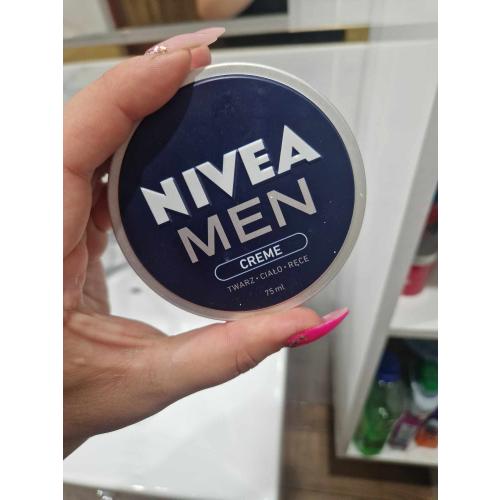 NIVEA
MEN
CREME
TWARZ • CIAŁO • RĘCE
75 ml